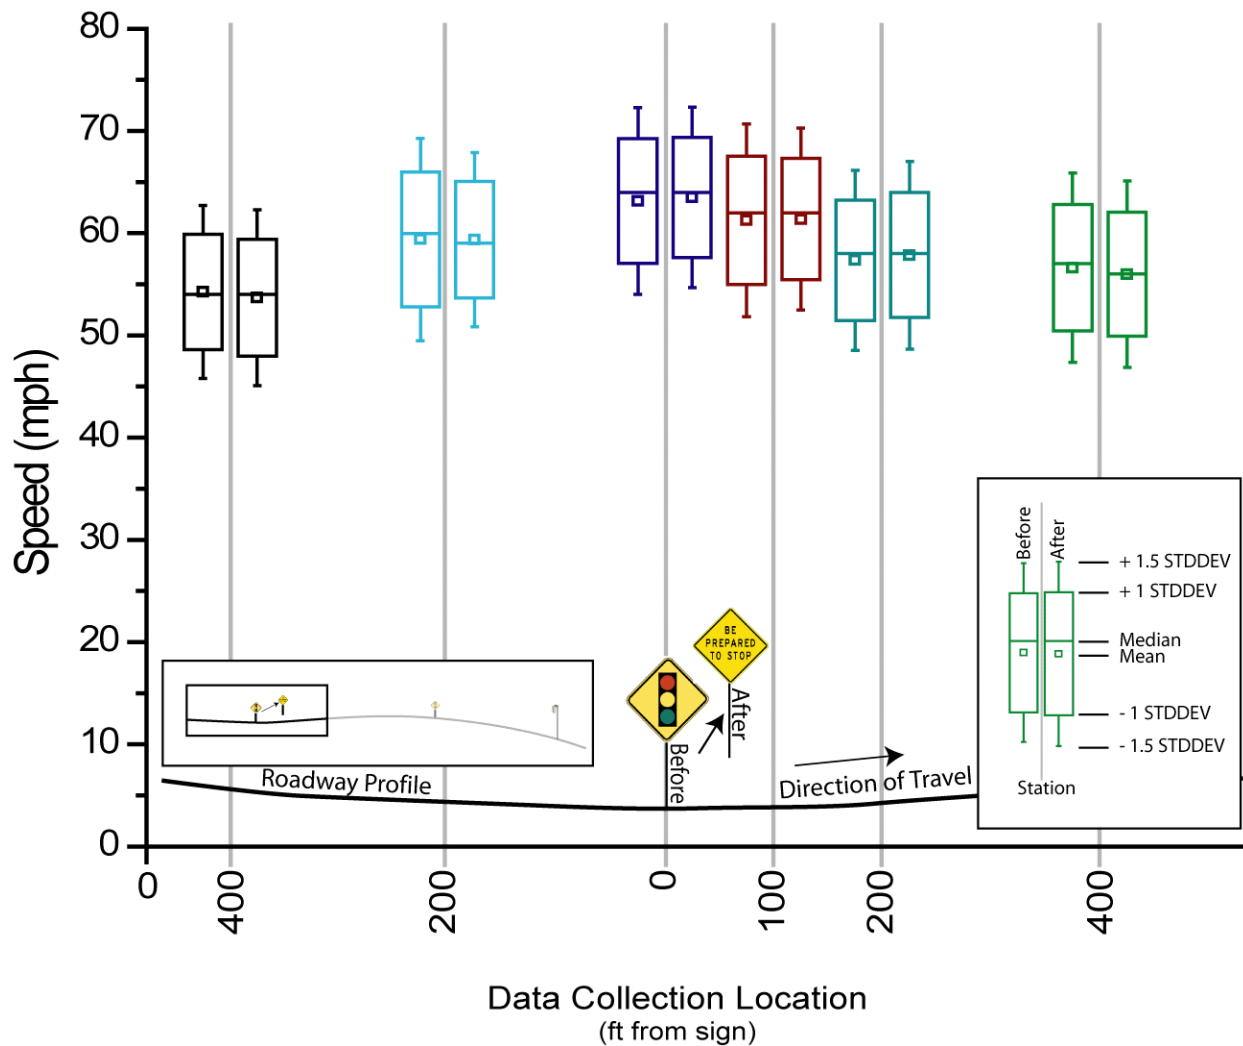 80
70
60
50
40
30
20
10
0
Speed (mph)
BE
PREPARED
TO STOP
Before
After
Roadway Profile
Direction of Travel
Before
After
+ 1.5 STDDEV
+ 1 STDDEV
Median
Mean
- 1 STDDEV
- 1.5 STDDEV
Station
0
400
200
0
100
200
400
Data Collection Location
(ft from sign)